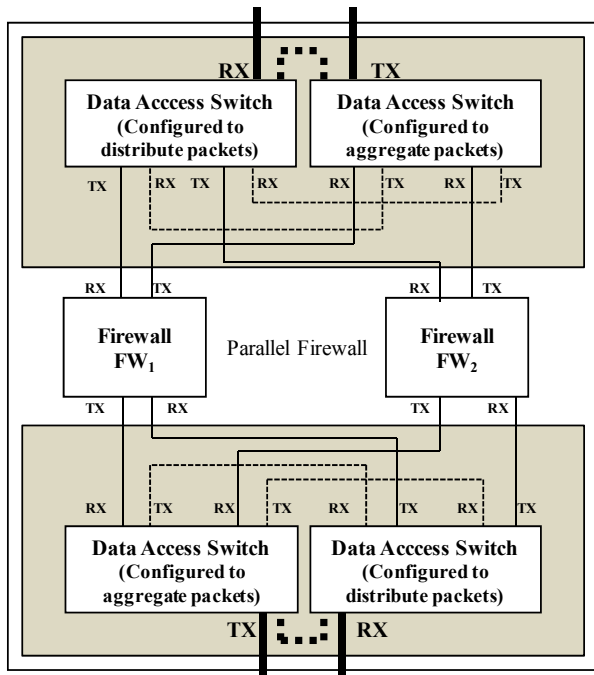 RX TX
Data Acccess Switch
(Configured to
distribute packets)
Data Access Switch
(Configured to
aggregate packets)
TX RX TX RX RX TX RX TX
RX TX RX TX
Firewall
FW₁
Parallel Firewall
Firewall
FW₂
TX RX TX RX
RX TX RX TX RX TX RX TX
Data Access Switch
(Configured to
aggregate packets)
Data Acccess Switch
(Configured to
distribute packets)
TX RX